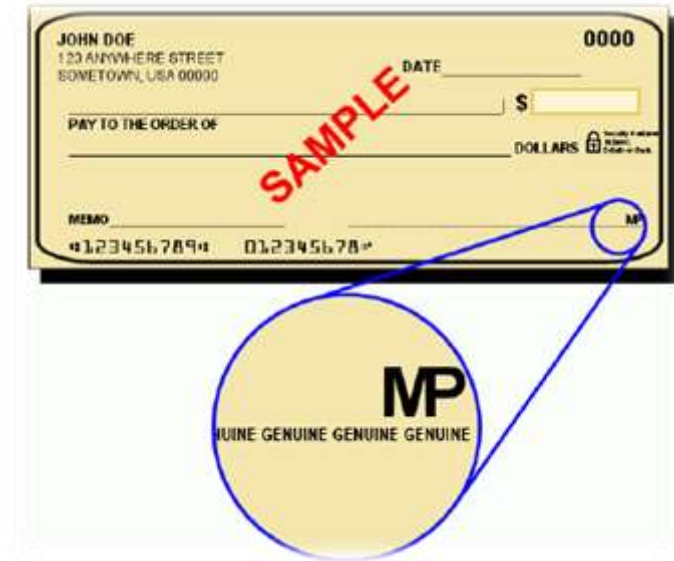 JOHN DOE
0000
123 ANYWHERE STREET
SOMETOWN, USA 00000
DATE
SAMPLE
$
PAY TO THE ORDER OF
DOLLARS
MEMO
MP
⑈123456789⑈ 012345678⑇
MP
UINE GENUINE GENUINE GENUINE